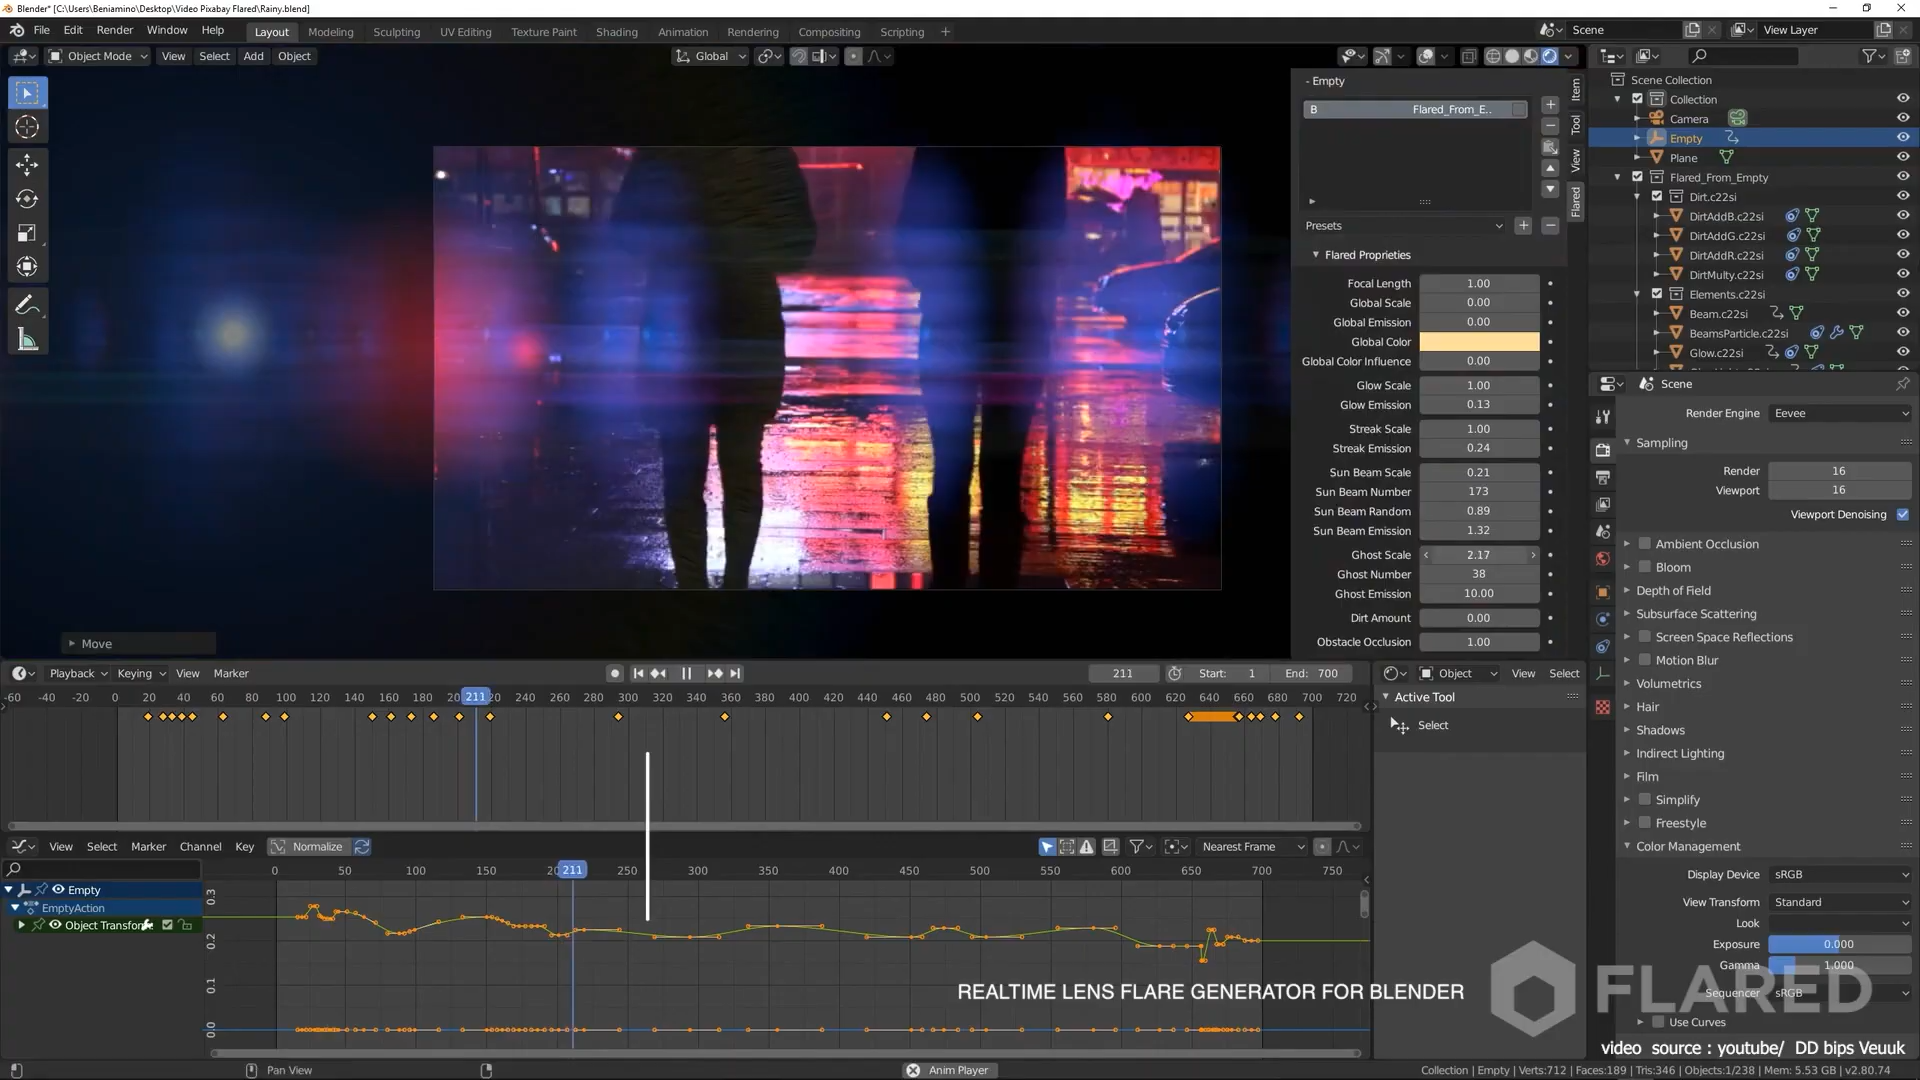 Blender* [C:\Users\Beniamino\Desktop\Video Pixabay Flared\Rainy.blend]
File Edit Render Window Help Layout Modeling Sculpting UV Editing Texture Paint Shading Animation Rendering Compositing Scripting Scene View Layer
Object Mode View Select Add Object Global
- Empty
B Flared_From_E..
Presets
Flared Proprieties
Focal Length 1.00
Global Scale 0.00
Global Emission 0.00
Global Color
Global Color Influence 0.00
Glow Scale 1.00
Glow Emission 0.13
Streak Scale 1.00
Streak Emission 0.24
Sun Beam Scale 0.21
Sun Beam Number 173
Sun Beam Random 0.89
Sun Beam Emission 1.32
Ghost Scale 2.17
Ghost Number 38
Ghost Emission 10.00
Dirt Amount 0.00
Obstacle Occlusion 1.00
Item
Tool
View
Flared
Scene Collection
Collection
Camera
Empty
Plane
Flared_From_Empty
Dirt.c22si
DirtAddB.c22si
DirtAddG.c22si
DirtAddR.c22si
DirtMulty.c22si
Elements.c22si
Beam.c22si
BeamsParticle.c22si
Glow.c22si
Scene
Render Engine Eevee
Sampling
Render 16
Viewport 16
Viewport Denoising
Ambient Occlusion
Bloom
Depth of Field
Subsurface Scattering
Screen Space Reflections
Motion Blur
Volumetrics
Hair
Shadows
Indirect Lighting
Film
Simplify
Freestyle
Color Management
Display Device sRGB
View Transform Standard
Look
Exposure 0.000
Gamma 1.000
Sequencer sRGB
Use Curves
Move
Playback Keying View Marker 211 Start: 1 End: 700
-60 -40 -20 0 20 40 60 80 100 120 140 160 180 211 220 240 260 280 300 320 340 360 380 400 420 440 460 480 500 520 540 560 580 600 620 640 660 680 700 720
Object View Select
Active Tool
Select
View Select Marker Channel Key Normalize Nearest Frame
0 50 100 150 211 250 300 350 400 450 500 550 600 650 700 750
Empty
EmptyAction
Object Transform
0.3
0.2
0.1
0.0
REALTIME LENS FLARE GENERATOR FOR BLENDER
FLARED
video source : youtube/ DD bips Veuuk
Pan View Anim Player Collection | Empty | Verts:712 | Faces:189 | Tris:346 | Objects:1/238 | Mem: 5.53 GB | v2.80.74